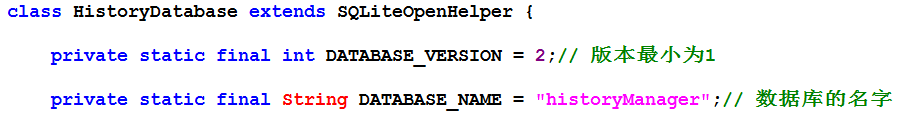 class HistoryDatabase extends SQLiteOpenHelper {
private static final int DATABASE_VERSION = 2;// 版本最小为1
private static final String DATABASE_NAME = "historyManager";// 数据库的名字